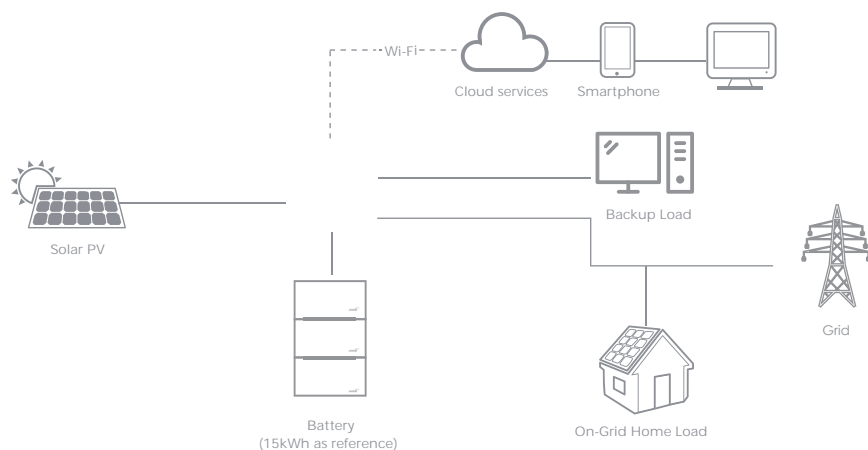 Wi-Fi
Cloud services
Smartphone
Backup Load
Solar PV
Grid
Battery
(15kWh as reference)
On-Grid Home Load